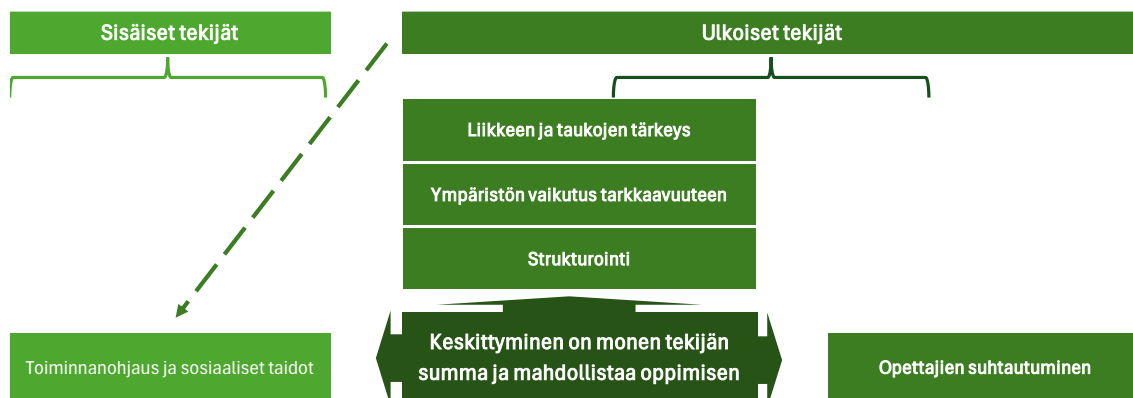 Sisäiset tekijät
Ulkoiset tekijät
Liikkeen ja taukojen tärkeys
Ympäristön vaikutus tarkkaavuuteen
Strukturointi
Toiminnanohjaus ja sosiaaliset taidot
Keskittyminen on monen tekijän
summa ja mahdollistaa oppimisen
Opettajien suhtautuminen